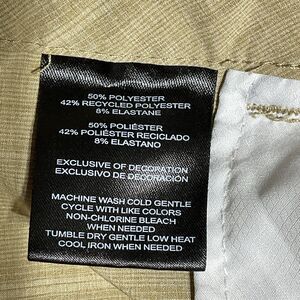 50% POLYESTER
42% RECYCLED POLYESTER
8% ELASTANE
50% POLIÉSTER
42% POLIÉSTER RECICLADO
8% ELASTANO
EXCLUSIVE OF DECORATION
EXCLUSIVO DE DECORACIÓN
MACHINE WASH COLD GENTLE
CYCLE WITH LIKE COLORS
NON-CHLORINE BLEACH
WHEN NEEDED
TUMBLE DRY GENTLE LOW HEAT
COOL IRON WHEN NEEDED